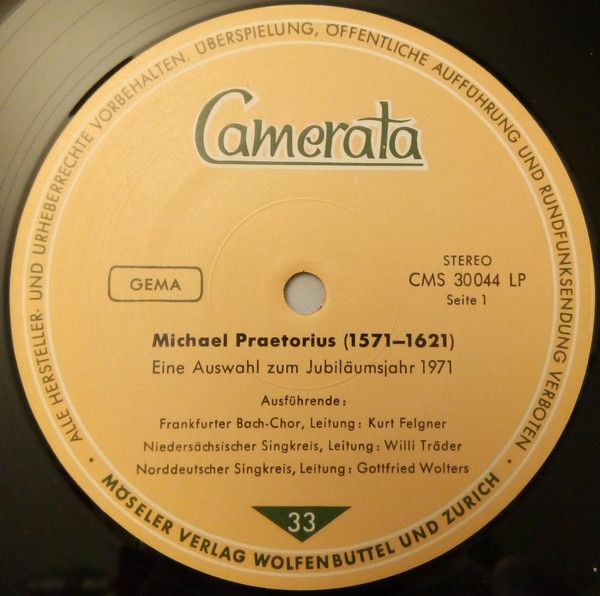 ALLE HERSTELLER- UND URHEBERRECHTE VORBEHALTEN. ÜBERSPIELUNG, ÖFFENTLICHE AUFFÜHRUNG UND RUNDFUNKSENDUNG VERBOTEN
Camerata
GEMA
STEREO
CMS 30044 LP
Seite 1
Michael Praetorius (1571–1621)
Eine Auswahl zum Jubiläumsjahr 1971
Ausführende:
Frankfurter Bach-Chor, Leitung: Kurt Felgner
Niedersächsischer Singkreis, Leitung: Willi Träder
Norddeutscher Singkreis, Leitung: Gottfried Wolters
33
• MÖSELER VERLAG WOLFENBÜTTEL UND ZÜRICH •